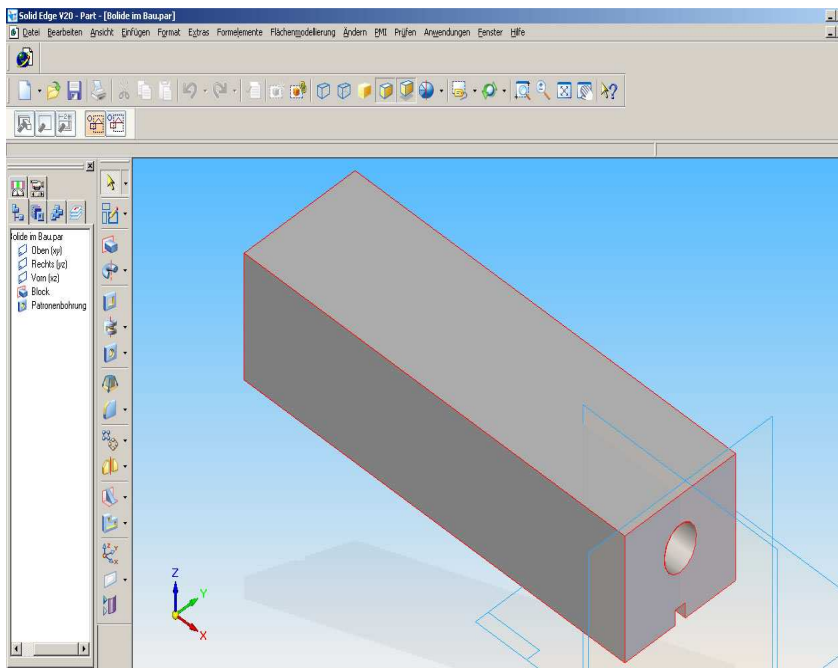 Solid Edge V20 - Part - [Bolide im Bau.par]
Datei Bearbeiten Ansicht Einfügen Format Extras Formelemente Flächenmodellierung Ändern PMI Prüfen Anwendungen Fenster Hilfe
olide im Bau.par
Oben (xy)
Rechts (yz)
Vorn (xz)
Block
Patronenbohrung
Z
Y
X